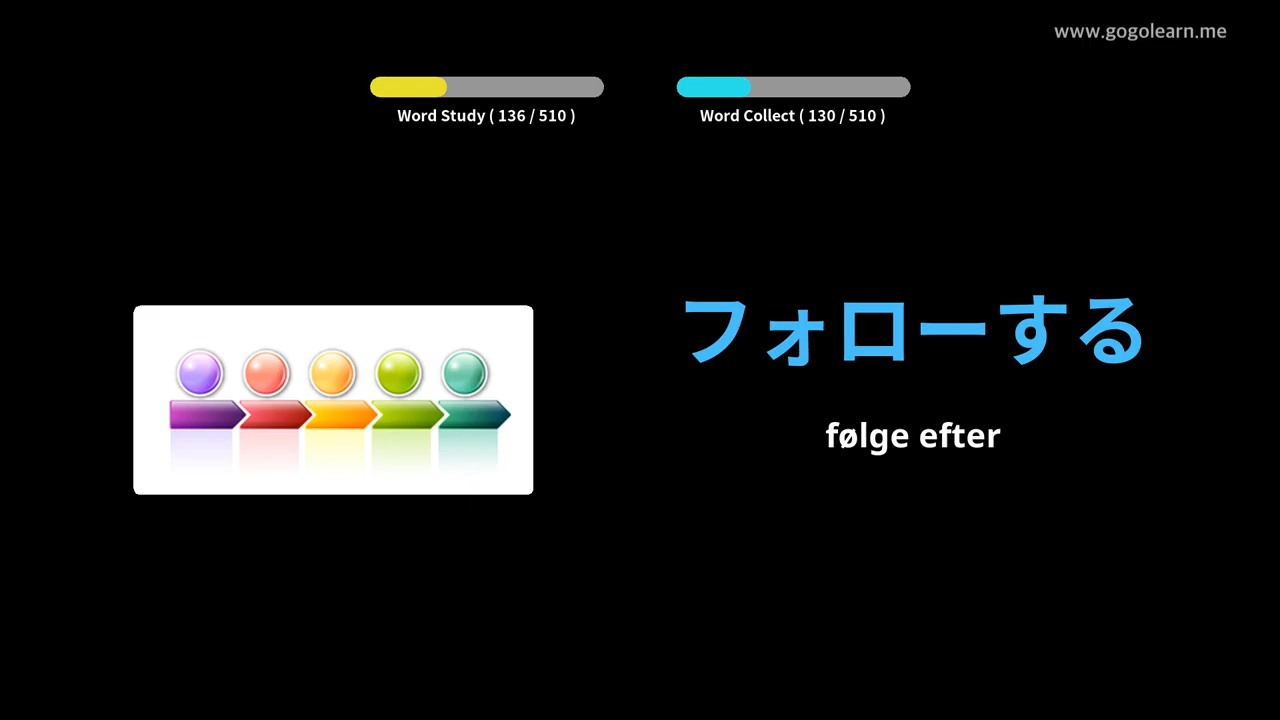 www.gogolearn.me
Word Study ( 136 / 510 )
Word Collect ( 130 / 510 )
フォローする
følge efter